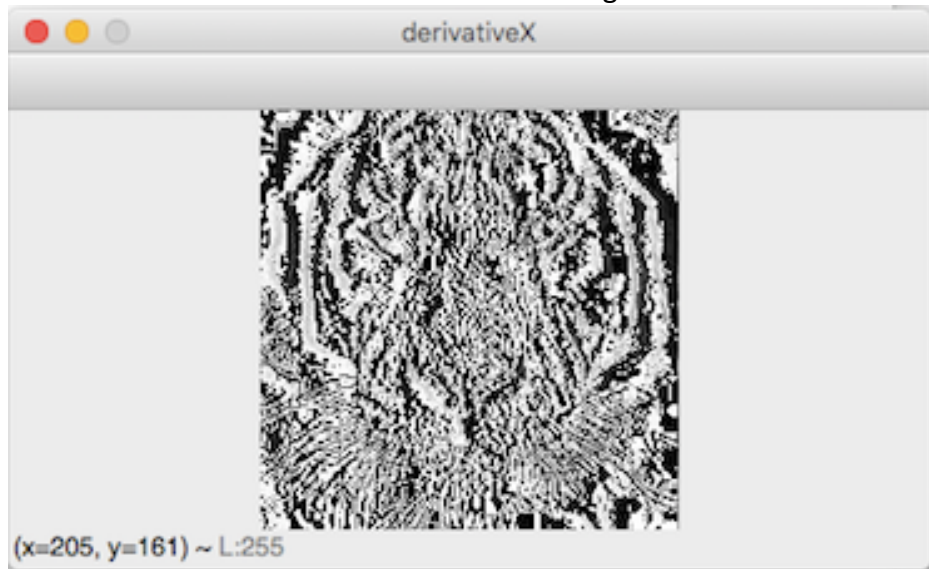 derivativeX
(x=205, y=161) ~ L:255